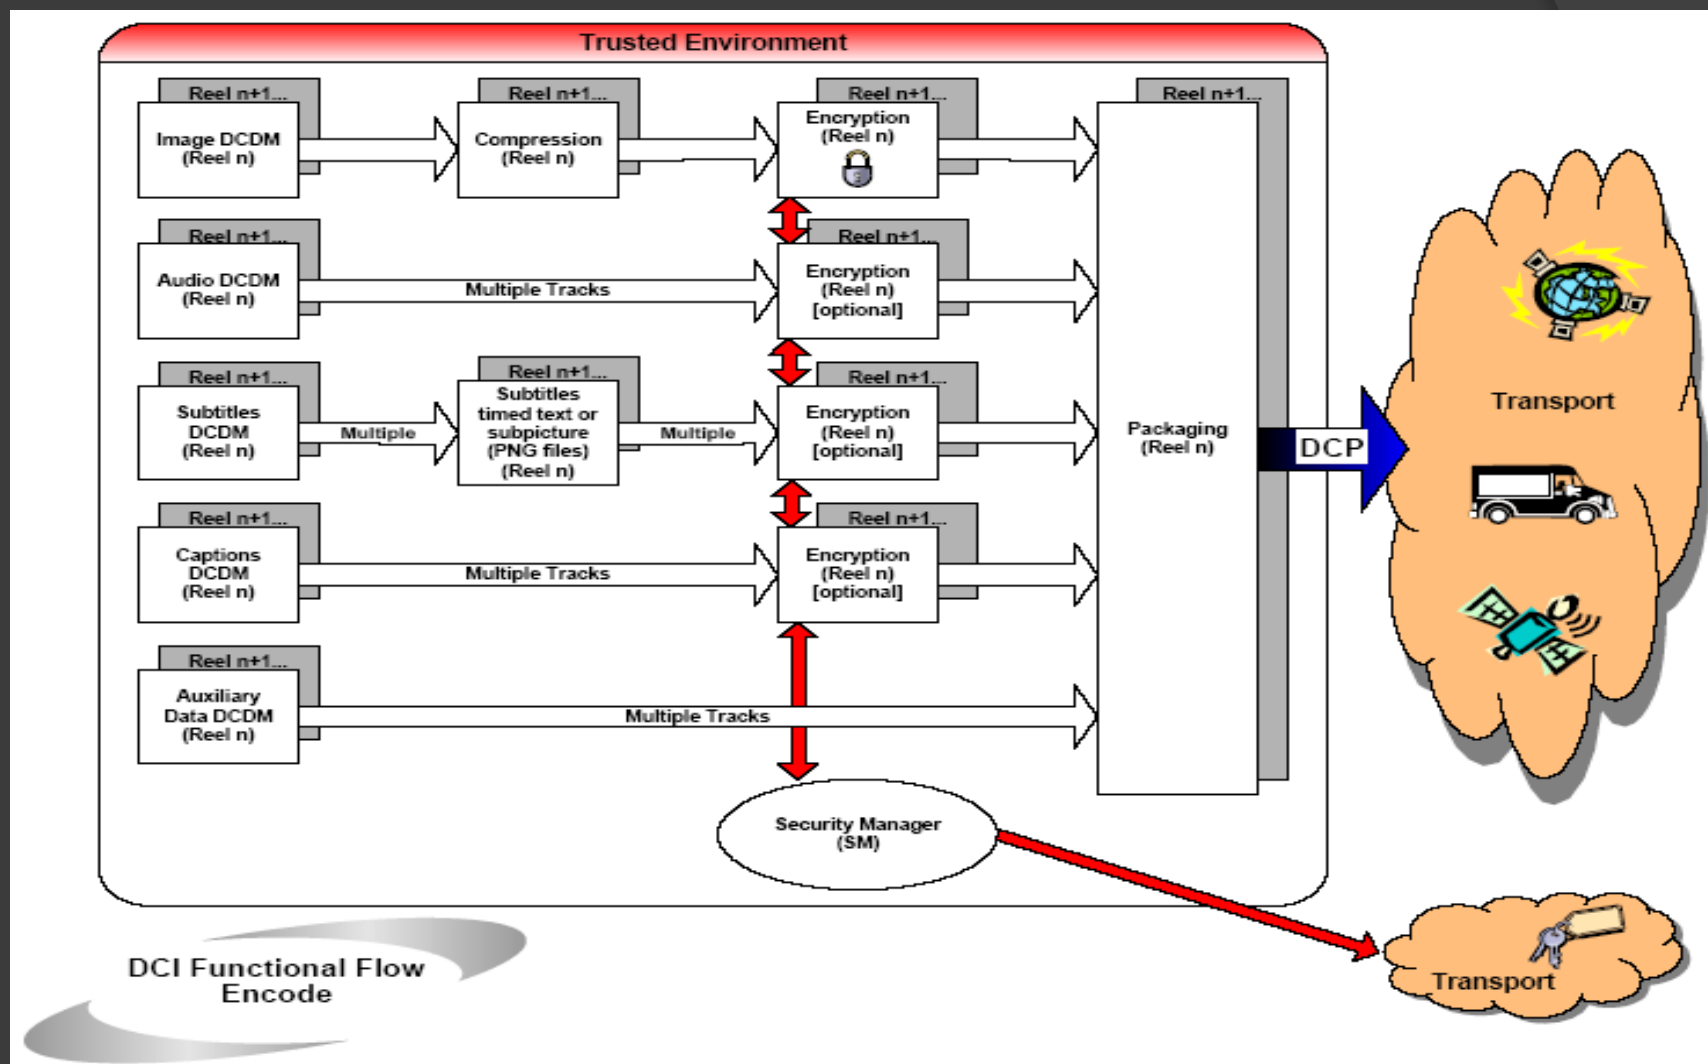 Trusted Environment
Reel n+1...
Image DCDM
(Reel n)
Reel n+1...
Compression
(Reel n)
Reel n+1...
Encryption
(Reel n)
Reel n+1...
Reel n+1...
Audio DCDM
(Reel n)
Multiple Tracks
Reel n+1...
Encryption
(Reel n)
[optional]
Reel n+1...
Subtitles
DCDM
(Reel n)
Multiple
Reel n+1...
Subtitles
timed text or
subpicture
(PNG files)
(Reel n)
Multiple
Reel n+1...
Encryption
(Reel n)
[optional]
Packaging
(Reel n)
DCP
Transport
Reel n+1...
Captions
DCDM
(Reel n)
Multiple Tracks
Reel n+1...
Encryption
(Reel n)
[optional]
Reel n+1...
Auxiliary
Data DCDM
(Reel n)
Multiple Tracks
Security Manager
(SM)
Transport
DCI Functional Flow
Encode